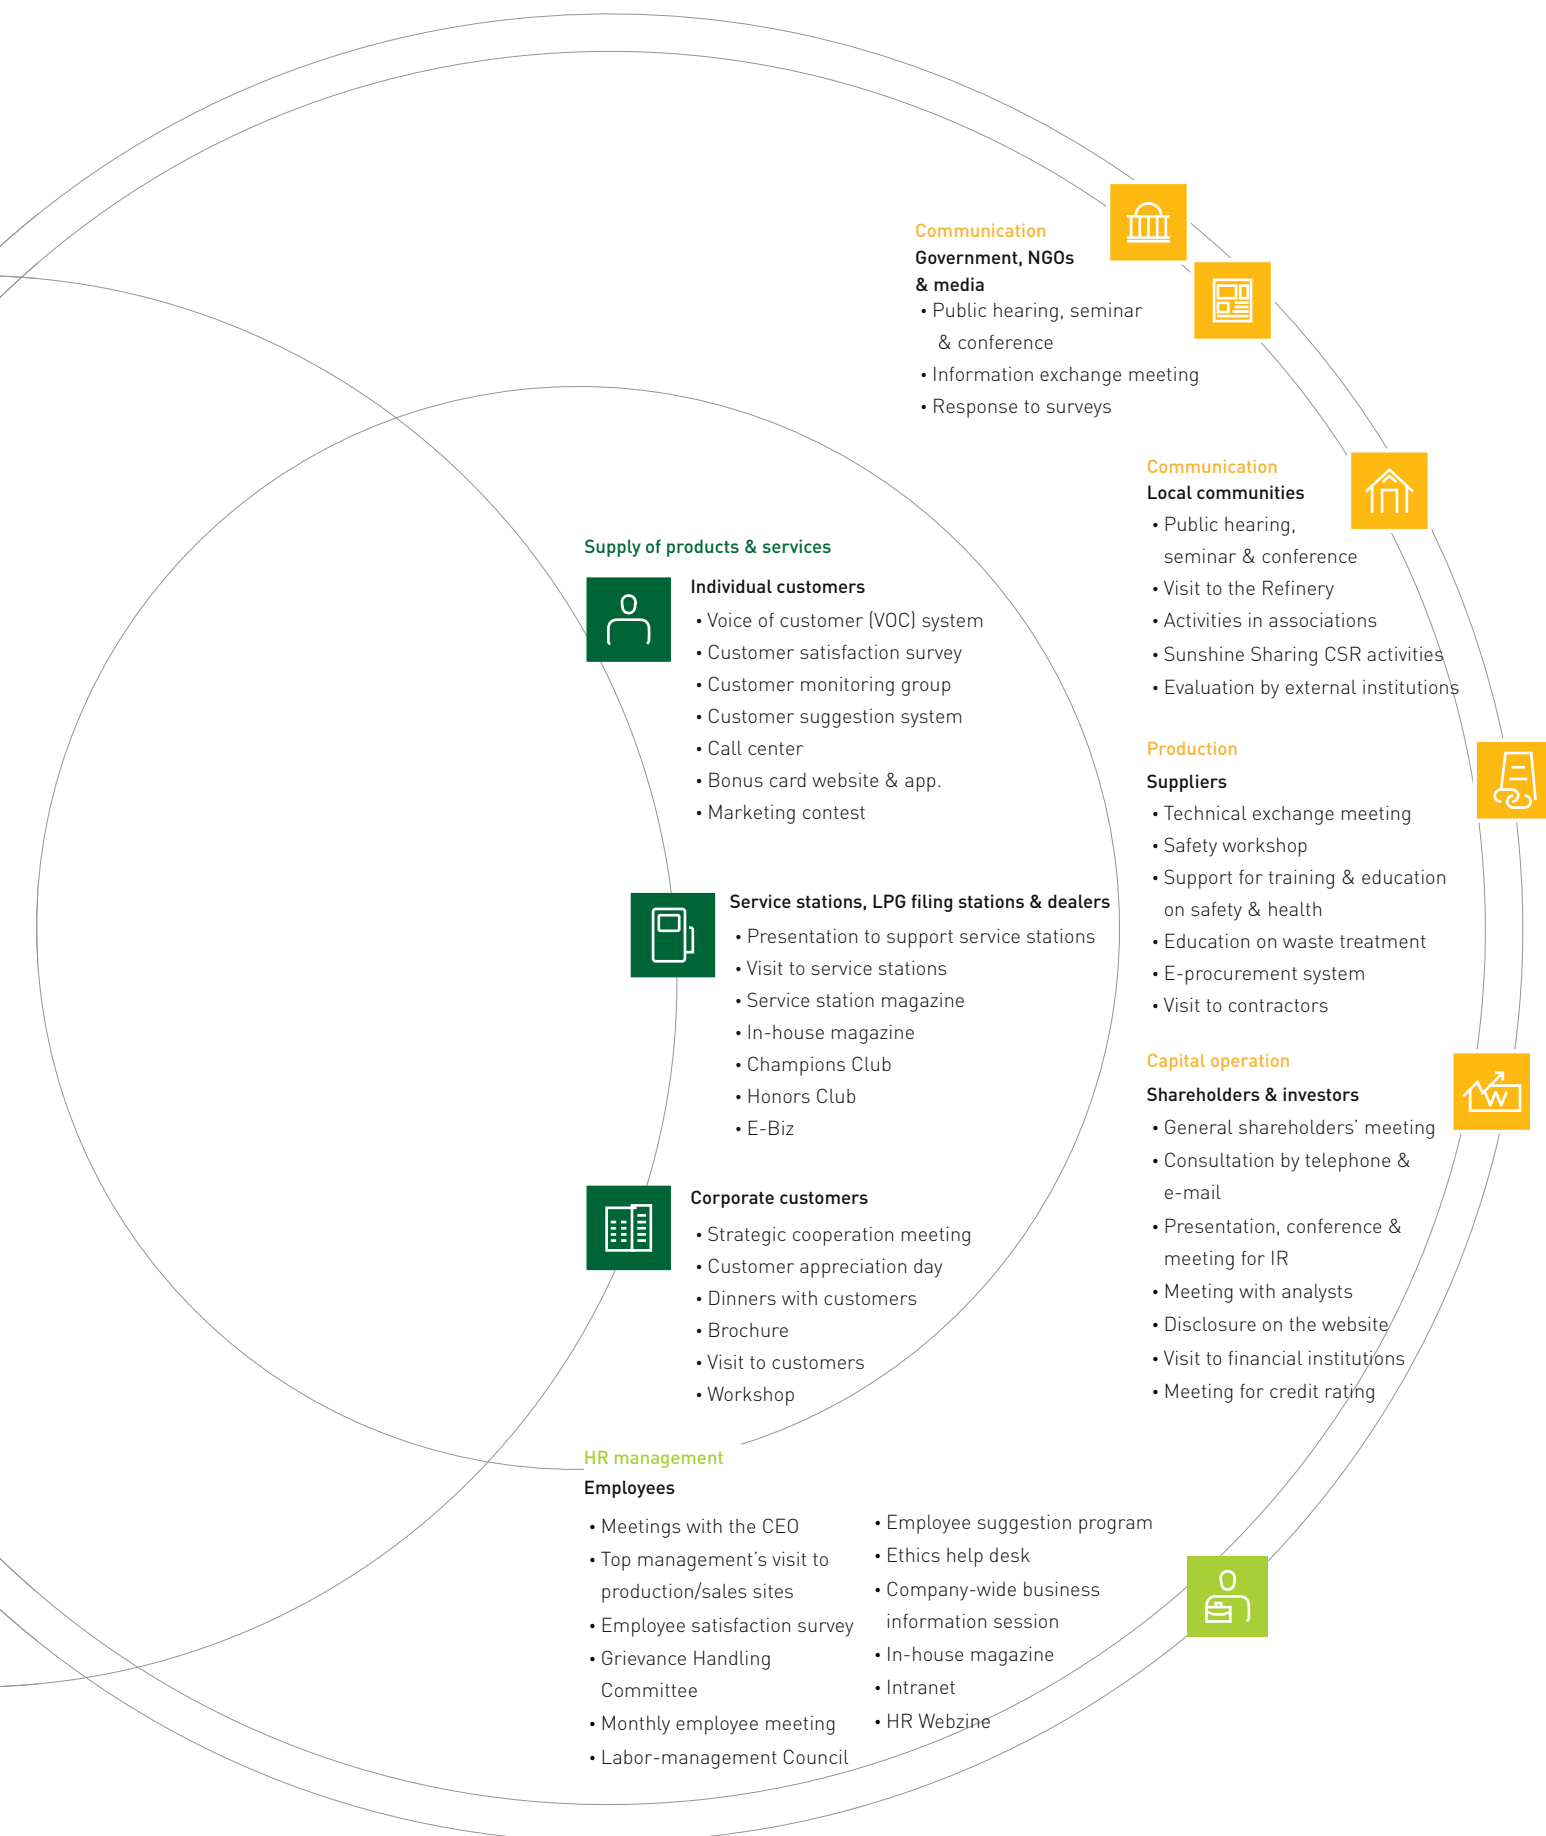 Communication
Government, NGOs
& media
• Public hearing, seminar
& conference
• Information exchange meeting
• Response to surveys
Communication
Local communities
• Public hearing,
seminar & conference
• Visit to the Refinery
• Activities in associations
• Sunshine Sharing CSR activities
• Evaluation by external institutions
Supply of products & services
Individual customers
• Voice of customer (VOC) system
• Customer satisfaction survey
• Customer monitoring group
• Customer suggestion system
• Call center
• Bonus card website & app.
• Marketing contest
Production
Suppliers
• Technical exchange meeting
• Safety workshop
• Support for training & education
on safety & health
• Education on waste treatment
• E-procurement system
• Visit to contractors
Service stations, LPG filing stations & dealers
• Presentation to support service stations
• Visit to service stations
• Service station magazine
• In-house magazine
• Champions Club
• Honors Club
• E-Biz
Capital operation
Shareholders & investors
• General shareholders' meeting
• Consultation by telephone &
e-mail
• Presentation, conference &
meeting for IR
• Meeting with analysts
• Disclosure on the website
• Visit to financial institutions
• Meeting for credit rating
Corporate customers
• Strategic cooperation meeting
• Customer appreciation day
• Dinners with customers
• Brochure
• Visit to customers
• Workshop
HR management
Employees
• Meetings with the CEO
• Top management's visit to
production/sales sites
• Employee satisfaction survey
• Grievance Handling
Committee
• Monthly employee meeting
• Labor-management Council
• Employee suggestion program
• Ethics help desk
• Company-wide business
information session
• In-house magazine
• Intranet
• HR Webzine